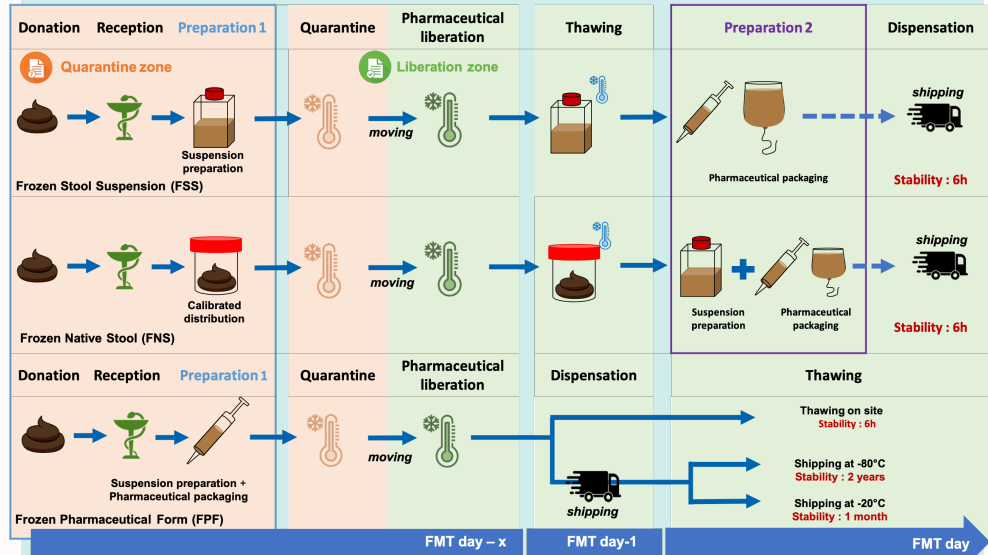 Donation Reception Preparation 1 Quarantine Pharmaceutical liberation Thawing Preparation 2 Dispensation
Quarantine zone
Liberation zone
shipping
moving
Suspension
preparation
Pharmaceutical packaging
Stability : 6h
Frozen Stool Suspension (FSS)
shipping
moving
Calibrated
distribution
Suspension
preparation
Pharmaceutical
packaging
Stability : 6h
Frozen Native Stool (FNS)
Donation Reception Preparation 1 Quarantine Pharmaceutical liberation Dispensation Thawing
Thawing on site
Stability : 6h
moving
Shipping at -80°C
Stability : 2 years
Suspension preparation +
Pharmaceutical packaging
shipping
Shipping at -20°C
Stability : 1 month
Frozen Pharmaceutical Form (FPF)
FMT day – x FMT day-1 FMT day